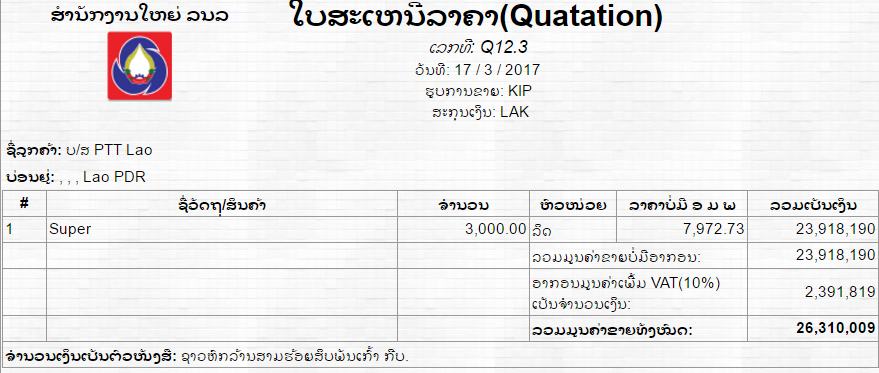 ສຳນັກງານໃຫຍ່ ລນລ
ໃບສະເຫນີລາຄາ(Quatation)
ເລກທີ: Q12.3
ວັນທີ: 17 / 3 / 2017
ຮູບການຂາຍ: KIP
ສະກຸນເງິນ: LAK
ຊື່ລູກຄ້າ: ບ/ສ PTT Lao
ບ່ອນຢູ່: , , , Lao PDR
# ຊື່ວັດຖຸ/ສິນຄ້າ ຈຳນວນ ຫົວໜ່ວຍ ລາຄາບໍ່ມີ ອ ມ ພ ລວມເປັນເງິນ
1 Super 3,000.00 ລິດ 7,972.73 23,918,190
ລວມມູນຄ່າຂາຍບໍ່ມີອາກອນ: 23,918,190
ອາກອນມູນຄ່າເພີ້ມ VAT(10%)
ເປັນຈຳນວນເງິນ: 2,391,819
ລວມມູນຄ່າຂາຍທັງໝົດ: 26,310,009
ຈຳນວນເງິນເປັນຕົວໜັງສື: ຊາວຫົກລ້ານສາມຮ້ອຍສິບພັນເກົ້າ ກີບ.